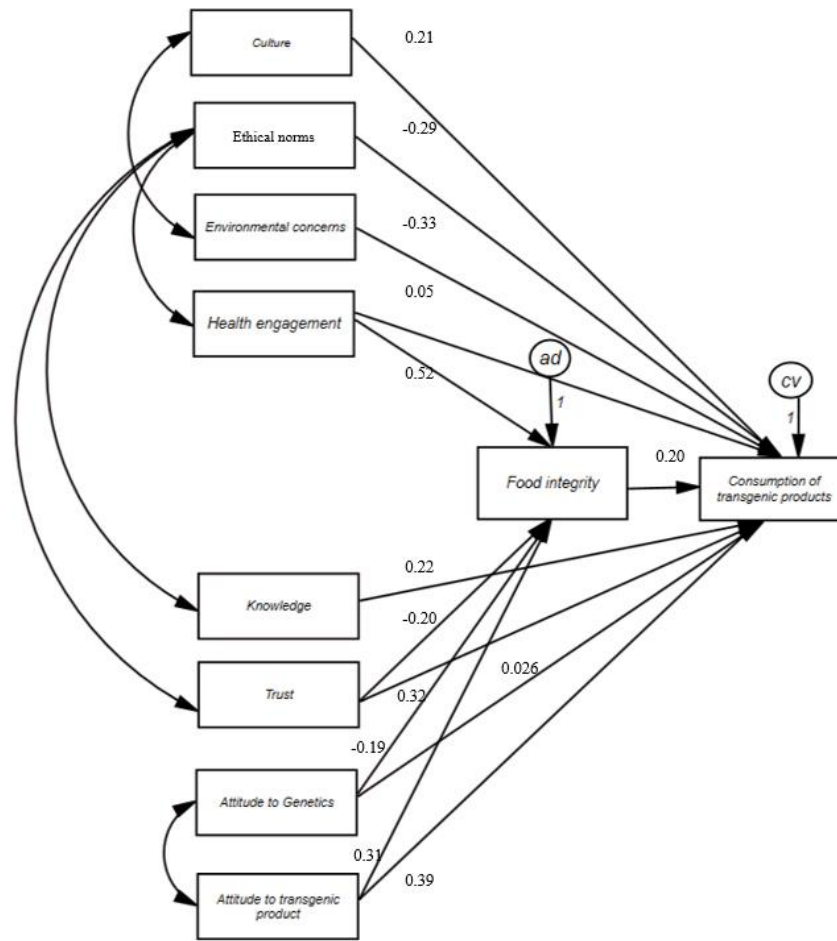 Culture
0.21
Ethical norms
-0.29
Environmental concerns
-0.33
Health engagement
0.05
0.52
ad
1
cv
1
Food integrity
0.20
Consumption of
transgenic products
Knowledge
0.22
-0.20
Trust
0.32
0.026
-0.19
Attitude to Genetics
0.31
0.39
Attitude to transgenic
product